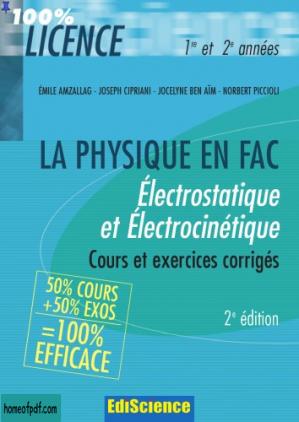 100%
LICENCE
1re et 2e années
ÉMILE AMZALLAG - JOSEPH CIPRIANI - JOCELYNE BEN AÏM - NORBERT PICCIOLI
LA PHYSIQUE EN FAC
Électrostatique
et Électrocinétique
Cours et exercices corrigés
50% COURS
+50% EXOS
=100%
EFFICACE
2e édition
homeofpdf.com
EdiScience